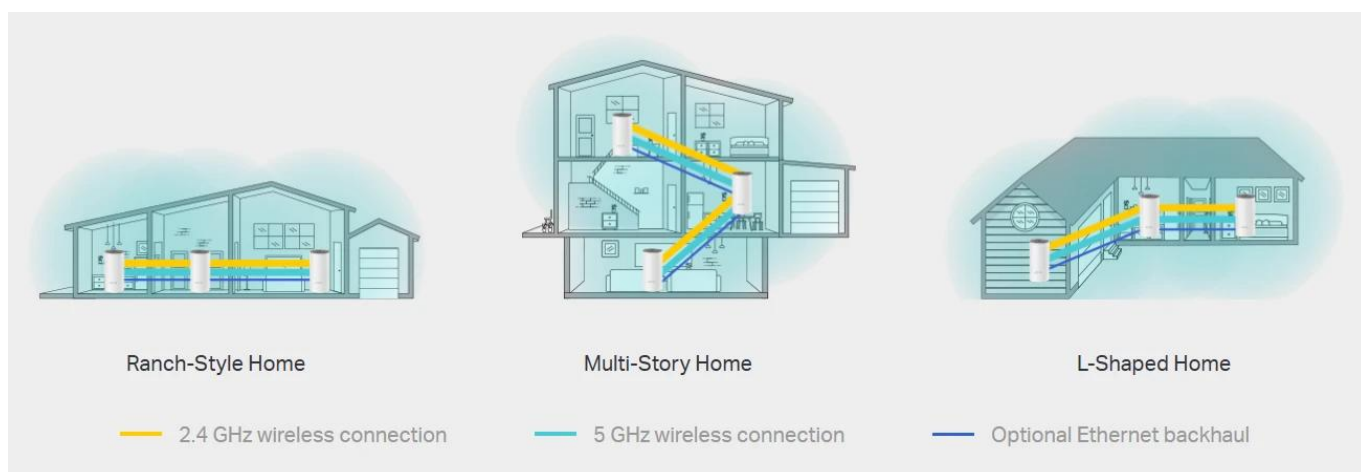 Ranch-Style Home
Multi-Story Home
L-Shaped Home
2.4 GHz wireless connection
5 GHz wireless connection
Optional Ethernet backhaul